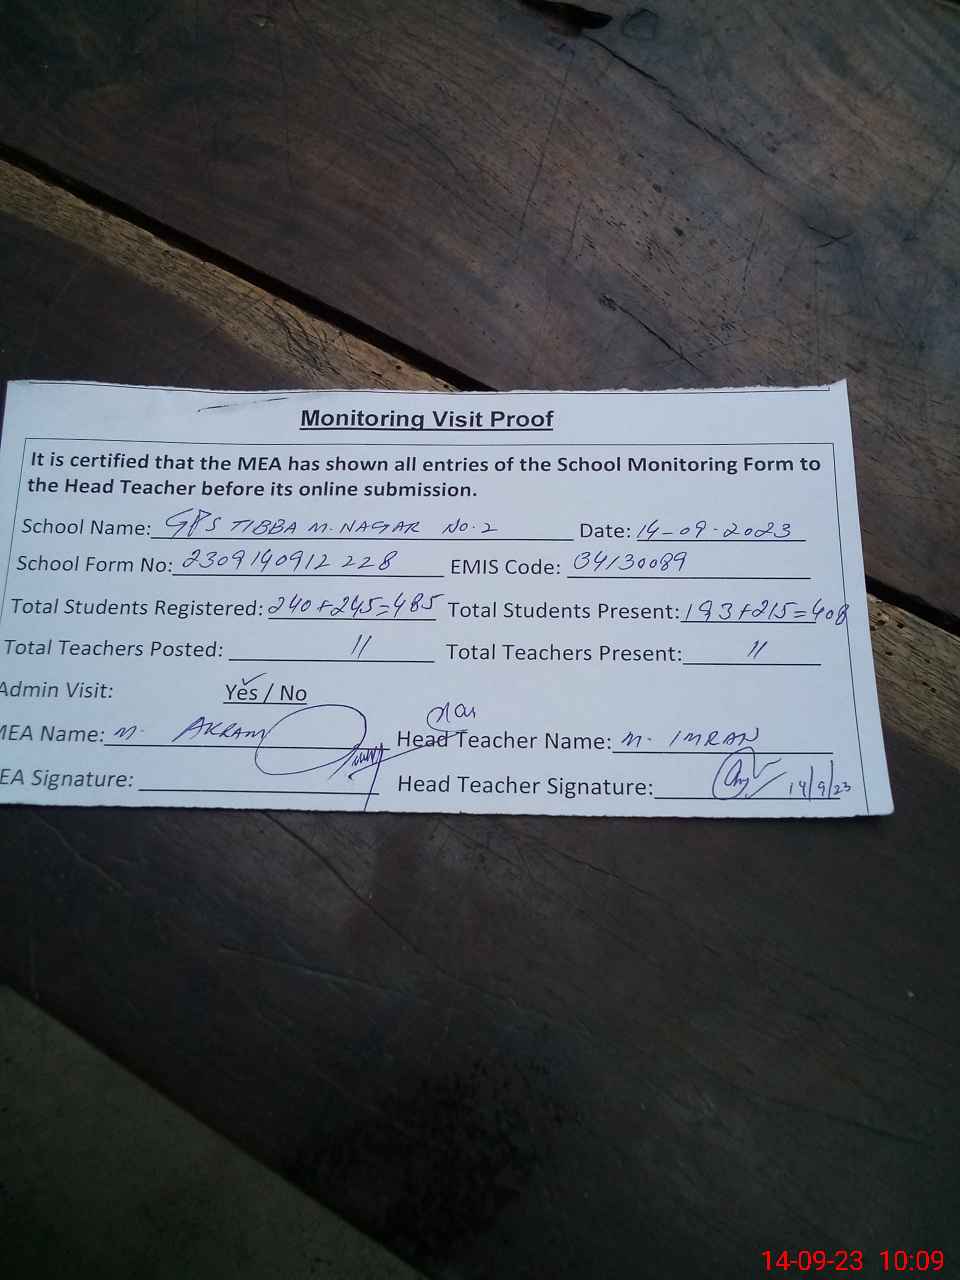 Monitoring Visit Proof
It is certified that the MEA has shown all entries of the School Monitoring Form to
the Head Teacher before its online submission.
School Name: GPS TIBBA M.NAGAR No.2 Date: 14-09-2023
School Form No: 2309140912 228 EMIS Code: 34130089
Total Students Registered: 240+245=485 Total Students Present: 193+215=408
Total Teachers Posted: 11 Total Teachers Present: 11
Admin Visit: Yes / No
MEA Name: M. AKRAM Head Teacher Name: M. IMRAN
EA Signature: Head Teacher Signature: 14/9/23
14-09-23 10:09